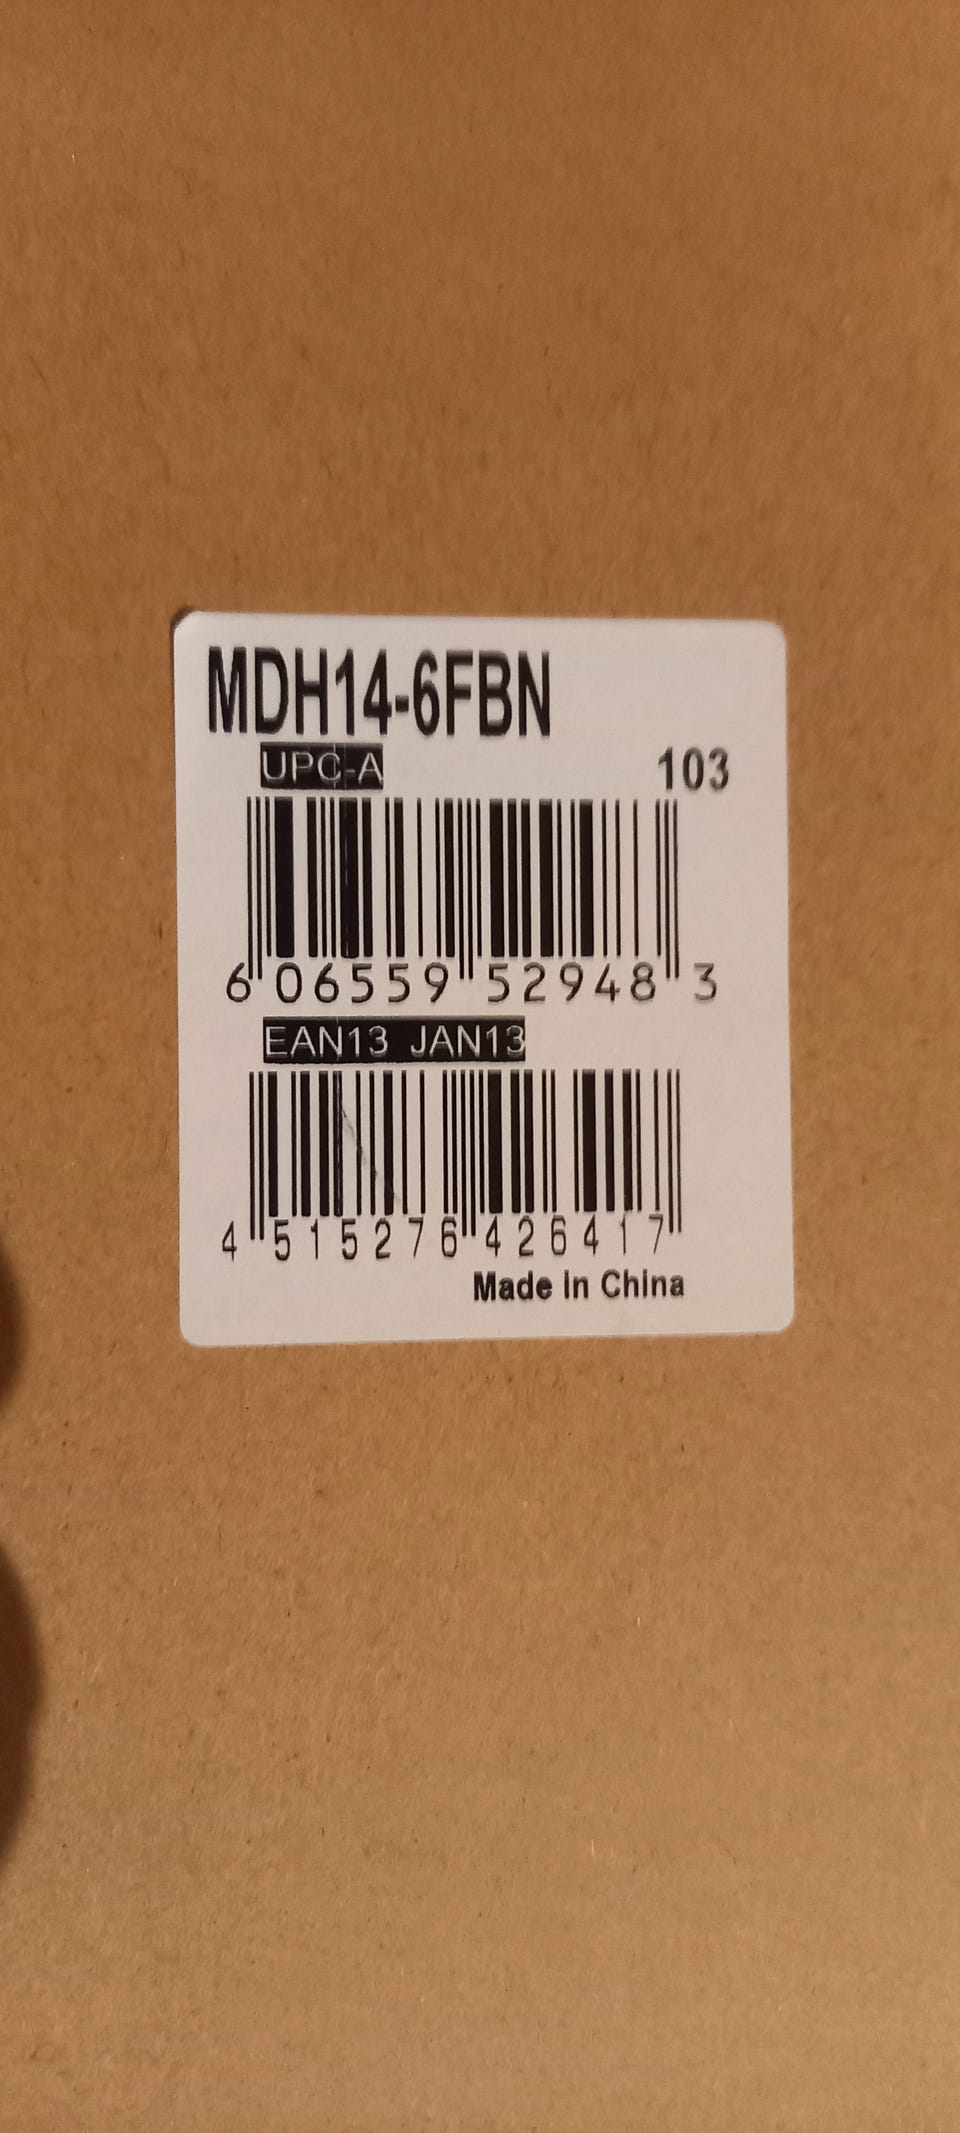 MDH14-6FBN
UPC-A 103
6 06559 52948 3
EAN13 JAN13
4 515276 426417
Made in China